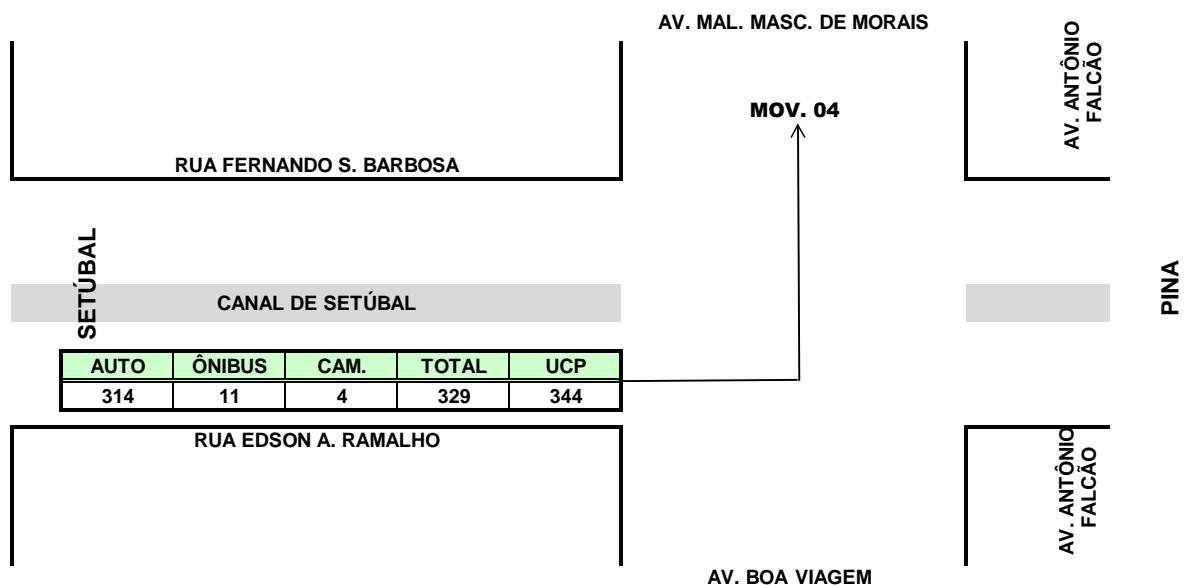 AV. MAL. MASC. DE MORAIS
AV. ANTÔNIO
FALCÃO
MOV. 04
RUA FERNANDO S. BARBOSA
SETÚBAL
CANAL DE SETÚBAL
PINA
AUTO ÔNIBUS CAM. TOTAL UCP
314 11 4 329 344
RUA EDSON A. RAMALHO
AV. ANTÔNIO
FALCÃO
AV. BOA VIAGEM